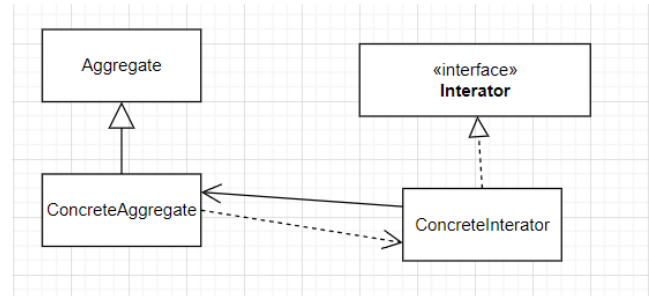 Aggregate
«interface»
Interator
ConcreteAggregate
ConcreteInterator